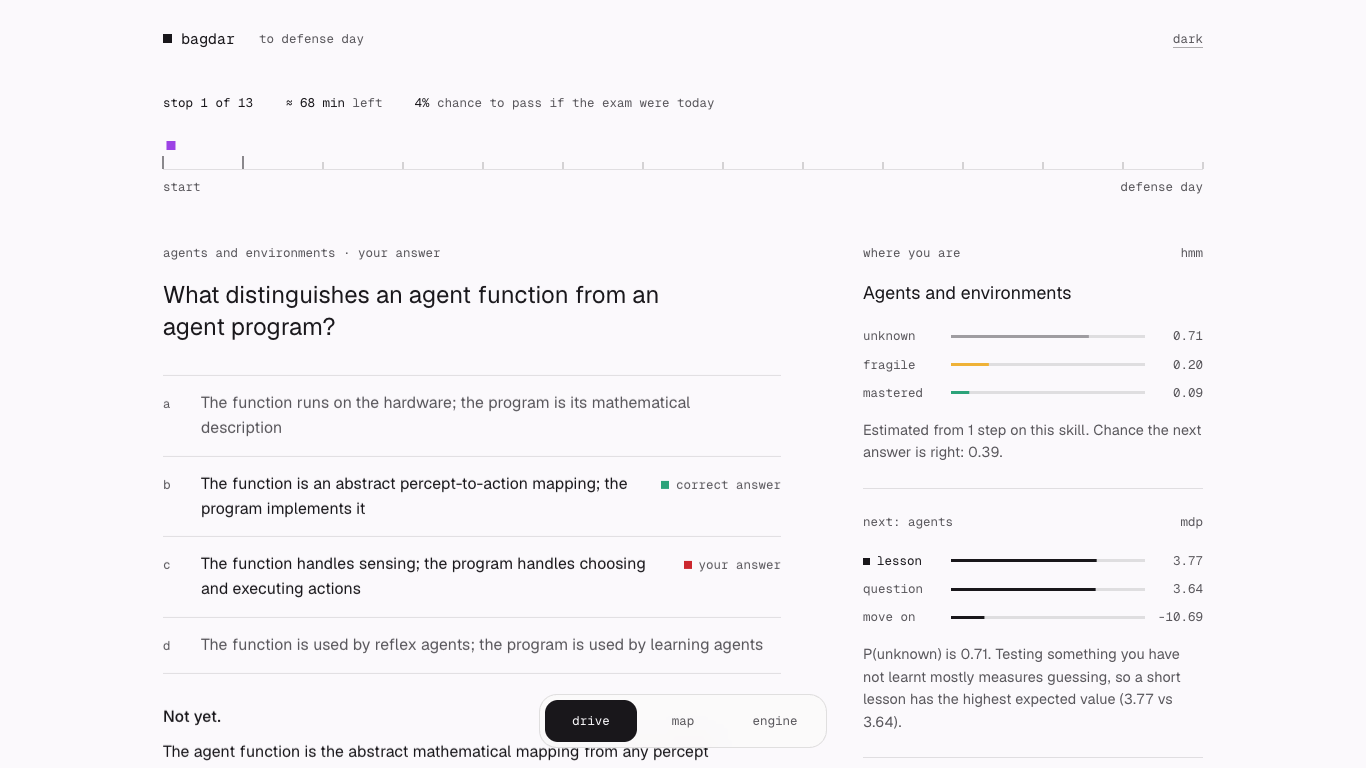 bagdar to defense day dark
stop 1 of 13 ≈ 68 min left 4% chance to pass if the exam were today
start defense day
agents and environments · your answer
What distinguishes an agent function from an
agent program?
a The function runs on the hardware; the program is its mathematical
description
b The function is an abstract percept-to-action mapping; the correct answer
program implements it
c The function handles sensing; the program handles choosing your answer
and executing actions
d The function is used by reflex agents; the program is used by learning agents
Not yet.
The agent function is the abstract mathematical mapping from any percept
where you are hmm
Agents and environments
unknown 0.71
fragile 0.20
mastered 0.09
Estimated from 1 step on this skill. Chance the next
answer is right: 0.39.
next: agents mdp
lesson 3.77
question 3.64
move on -10.69
P(unknown) is 0.71. Testing something you have
not learnt mostly measures guessing, so a short
lesson has the highest expected value (3.77 vs
3.64).
drive map engine